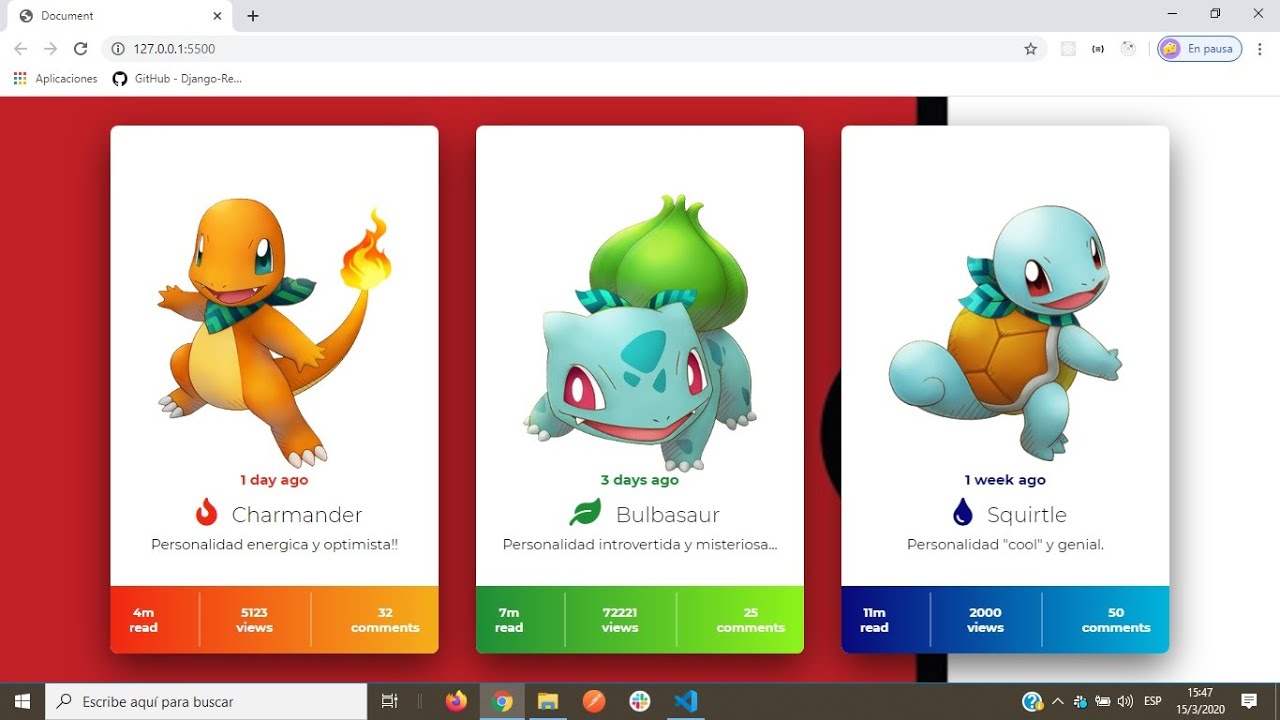 Document
127.0.0.1:5500
En pausa
Aplicaciones
GitHub - Django-Re...
1 day ago
Charmander
Personalidad energica y optimista!!
4m
read
5123
views
32
comments
3 days ago
Bulbasaur
Personalidad introvertida y misteriosa...
7m
read
72221
views
25
comments
1 week ago
Squirtle
Personalidad "cool" y genial.
11m
read
2000
views
50
comments
Escribe aquí para buscar
ESP
15:47
15/3/2020